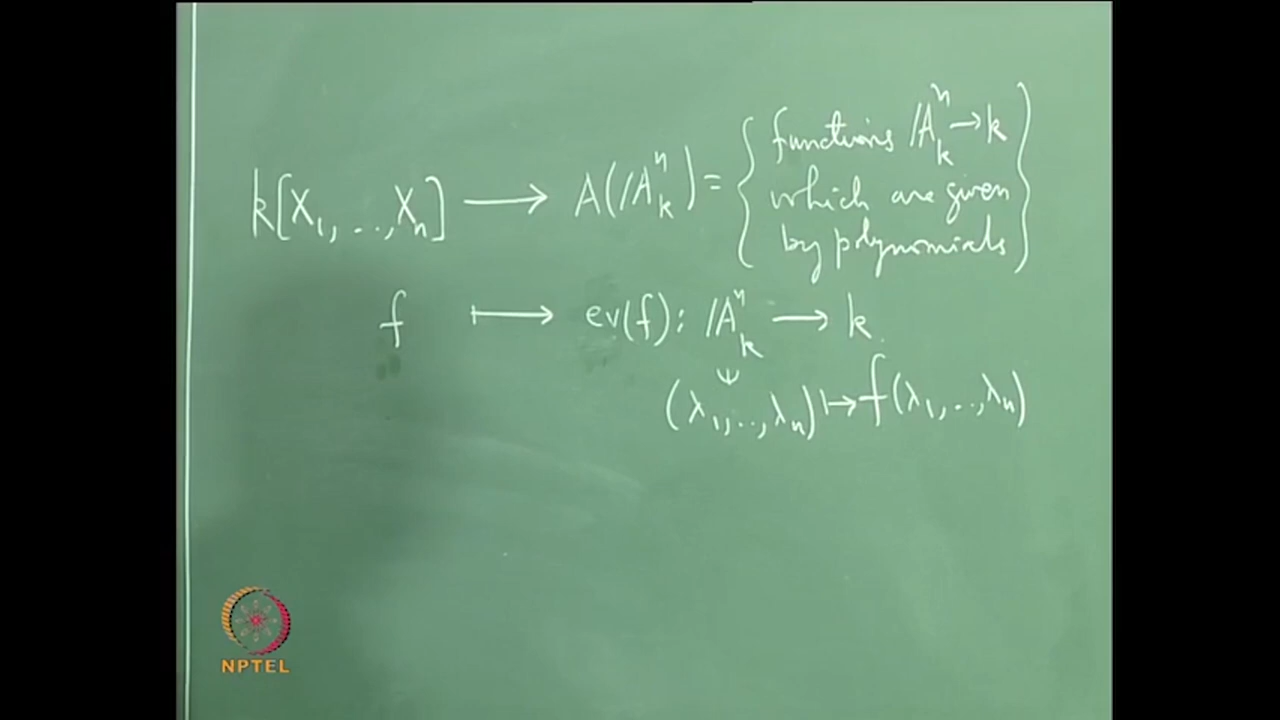 k[X₁, .., Xₙ] ⟶ A(𝔸ⁿₖ) = { functions 𝔸ⁿₖ → k
which are given
by polynomials }
f ⟼ ev(f): 𝔸ⁿₖ ⟶ k
ψ
(λ₁, .., λₙ) ↦ f(λ₁, .., λₙ)
NPTEL